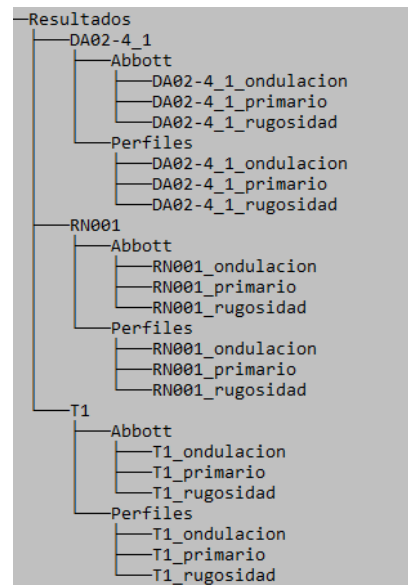 Resultados
DA02-4_1
Abbott
DA02-4_1_ondulacion
DA02-4_1_primario
DA02-4_1_rugosidad
Perfiles
DA02-4_1_ondulacion
DA02-4_1_primario
DA02-4_1_rugosidad
RN001
Abbott
RN001_ondulacion
RN001_primario
RN001_rugosidad
Perfiles
RN001_ondulacion
RN001_primario
RN001_rugosidad
T1
Abbott
T1_ondulacion
T1_primario
T1_rugosidad
Perfiles
T1_ondulacion
T1_primario
T1_rugosidad